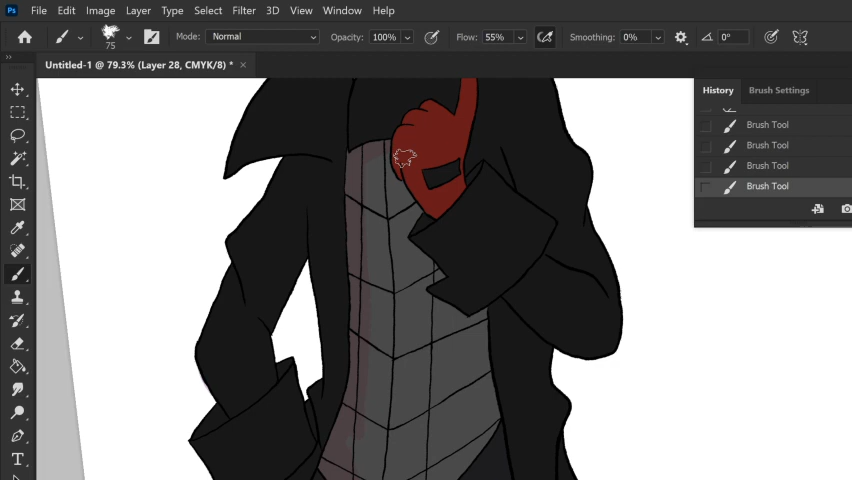 Ps File Edit Image Layer Type Select Filter 3D View Window Help
75 Mode: Normal Opacity: 100% Flow: 55% Smoothing: 0% 0°
Untitled-1 @ 79.3% (Layer 28, CMYK/8) * ×
History Brush Settings
Brush Tool
Brush Tool
Brush Tool
Brush Tool